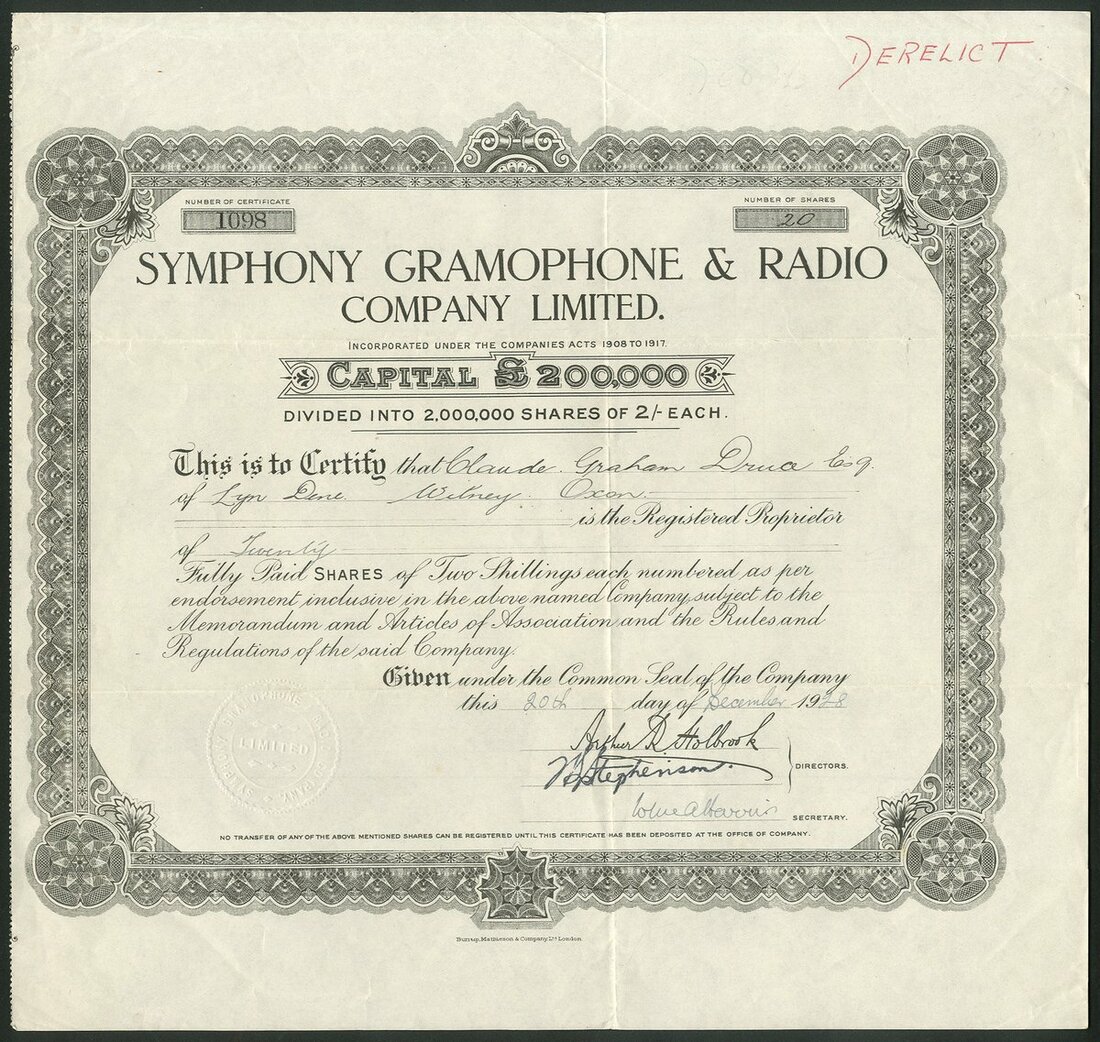 DERELICT.
NUMBER OF CERTIFICATE
1098
NUMBER OF SHARES
20
SYMPHONY GRAMOPHONE & RADIO
COMPANY LIMITED.
INCORPORATED UNDER THE COMPANIES ACTS 1908 TO 1917.
CAPITAL £200,000
DIVIDED INTO 2,000,000 SHARES OF 2/- EACH.
This is to Certify that Claude Graham Druce Esq.
of Lyn Dene Witney. Oxon.
is the Registered Proprietor
of Twenty
Fully Paid SHARES of Two Shillings each numbered as per
endorsement inclusive in the above named Company, subject to the
Memorandum and Articles of Association and the Rules and
Regulations of the said Company.
Given under the Common Seal of the Company
this 20th day of December 1928
Arthur R. Holbrook
Stephenson.
DIRECTORS.
SECRETARY.
LIMITED
NO TRANSFER OF ANY OF THE ABOVE MENTIONED SHARES CAN BE REGISTERED UNTIL THIS CERTIFICATE HAS BEEN DEPOSITED AT THE OFFICE OF COMPANY.
Burrup, Mathieson & Company, Ltd London.